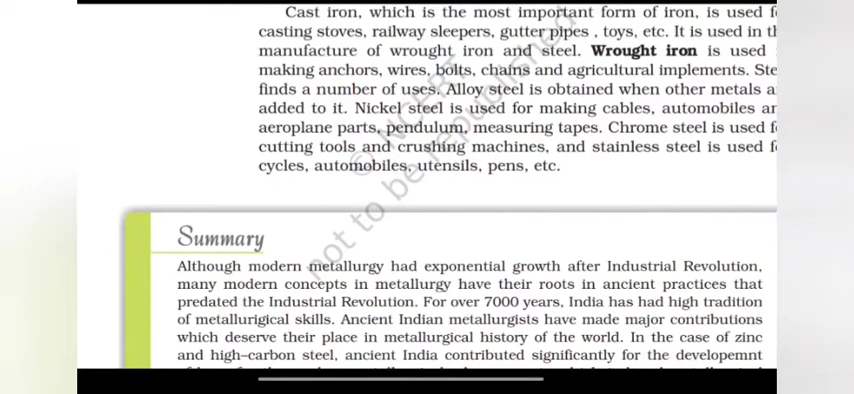 Cast iron, which is the most important form of iron, is used f
casting stoves, railway sleepers, gutter pipes , toys, etc. It is used in th
manufacture of wrought iron and steel. Wrought iron is used
making anchors, wires, bolts, chains and agricultural implements. Ste
finds a number of uses. Alloy steel is obtained when other metals a
added to it. Nickel steel is used for making cables, automobiles an
aeroplane parts, pendulum, measuring tapes. Chrome steel is used f
cutting tools and crushing machines, and stainless steel is used f
cycles, automobiles, utensils, pens, etc.
© NCERT
not to be republished
Summary
Although modern metallurgy had exponential growth after Industrial Revolution,
many modern concepts in metallurgy have their roots in ancient practices that
predated the Industrial Revolution. For over 7000 years, India has had high tradition
of metallurigical skills. Ancient Indian metallurgists have made major contributions
which deserve their place in metallurgical history of the world. In the case of zinc
and high–carbon steel, ancient India contributed significantly for the developemnt